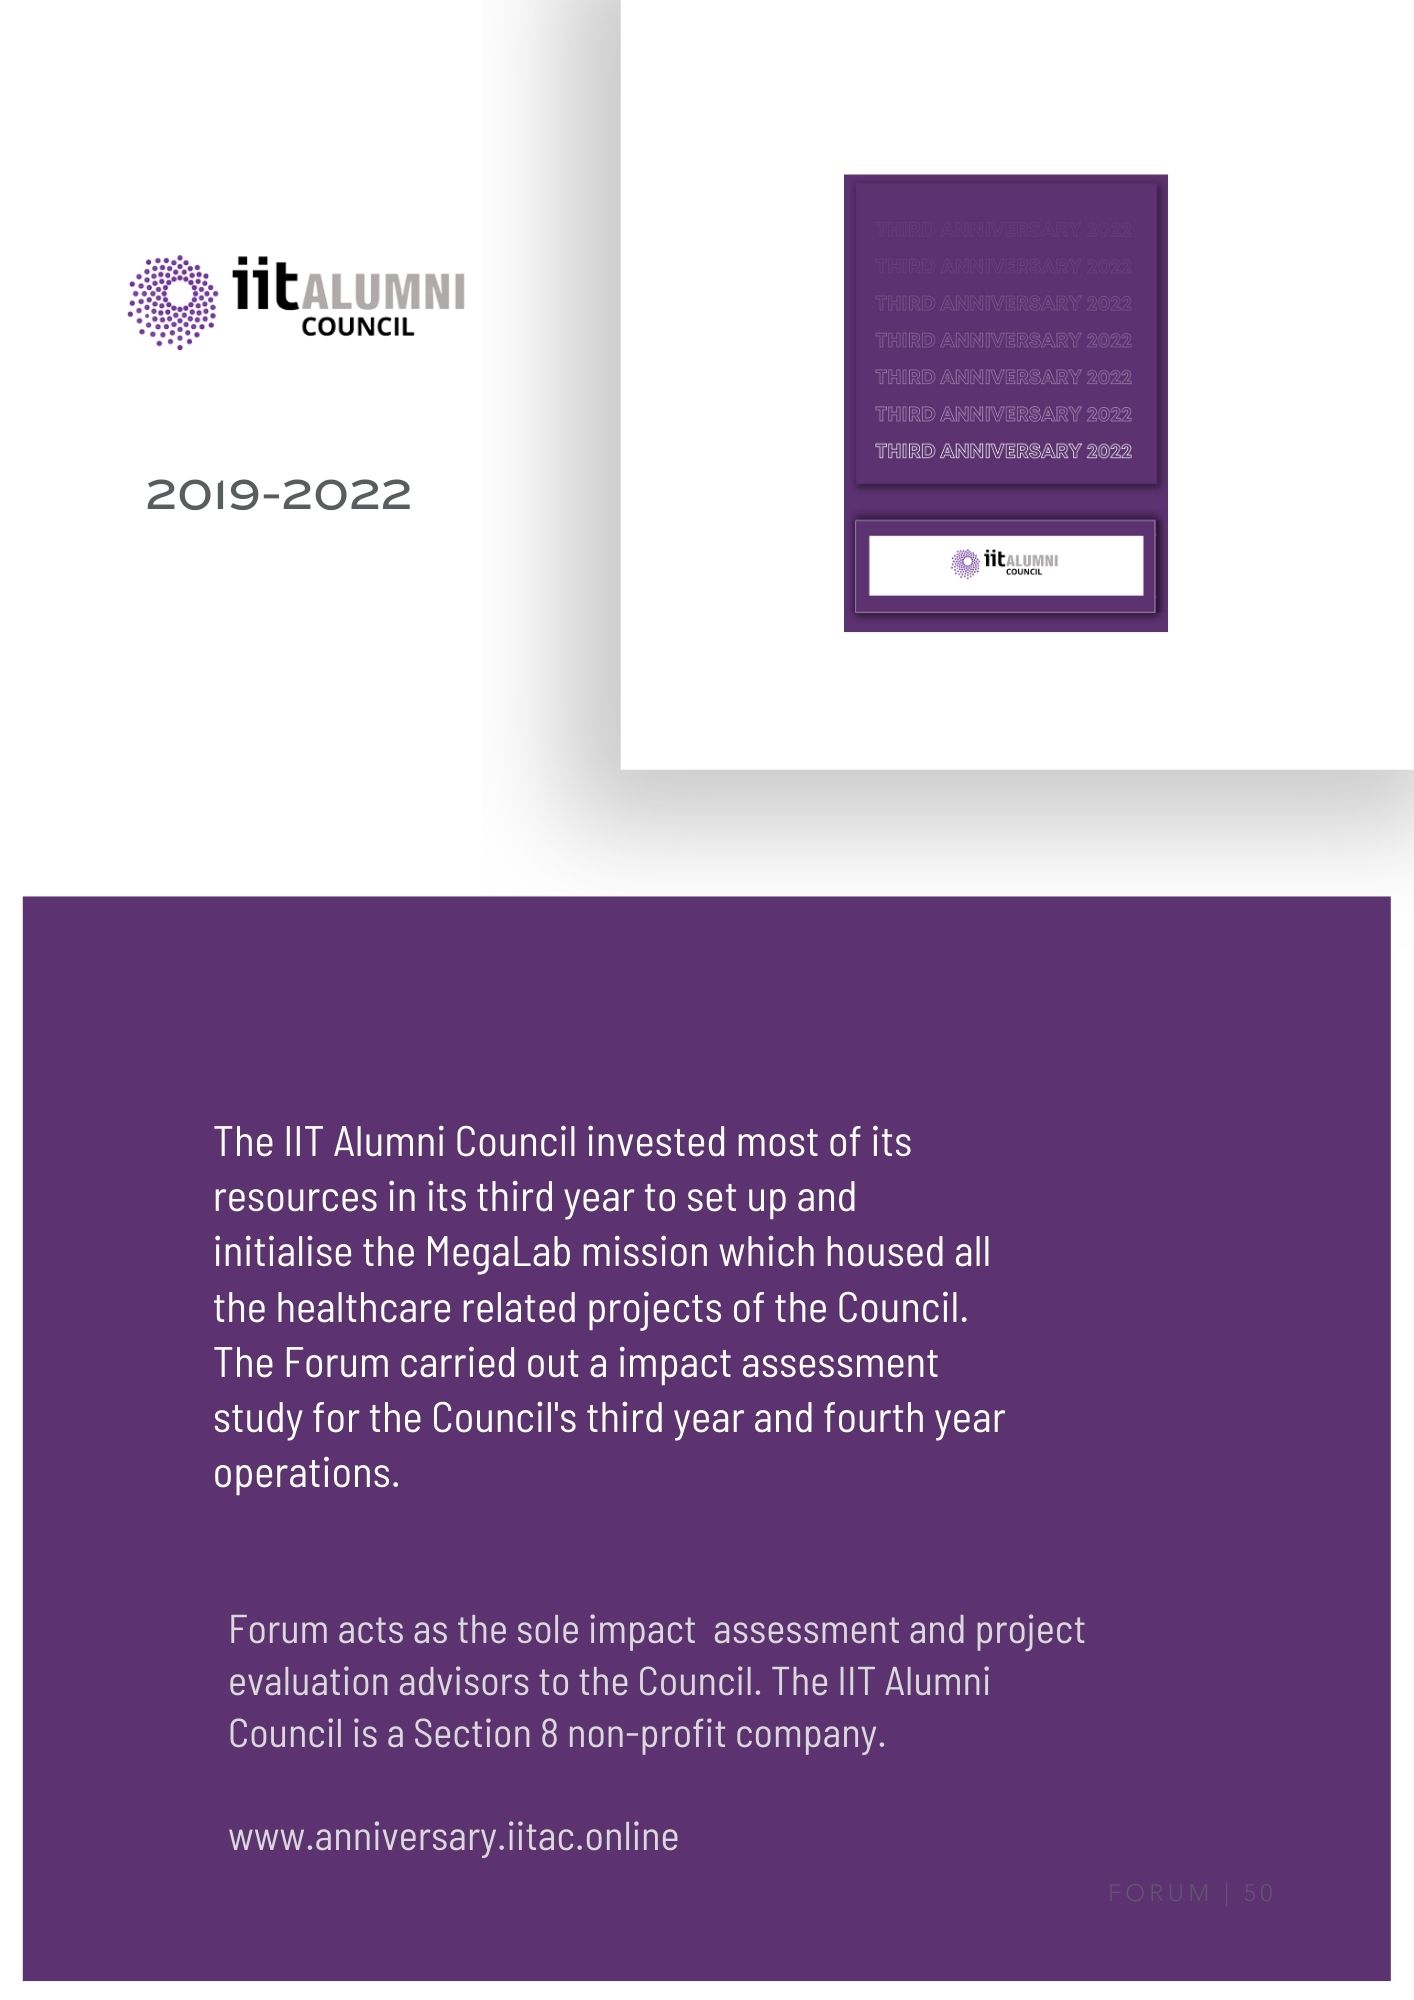 iit ALUMNI
COUNCIL
2019-2022
THIRD ANNIVERSARY 2022
THIRD ANNIVERSARY 2022
THIRD ANNIVERSARY 2022
THIRD ANNIVERSARY 2022
THIRD ANNIVERSARY 2022
THIRD ANNIVERSARY 2022
THIRD ANNIVERSARY 2022
iit ALUMNI
COUNCIL
The IIT Alumni Council invested most of its
resources in its third year to set up and
initialise the MegaLab mission which housed all
the healthcare related projects of the Council.
The Forum carried out a impact assessment
study for the Council's third year and fourth year
operations.
Forum acts as the sole impact assessment and project
evaluation advisors to the Council. The IIT Alumni
Council is a Section 8 non-profit company.
www.anniversary.iitac.online
FORUM | 50